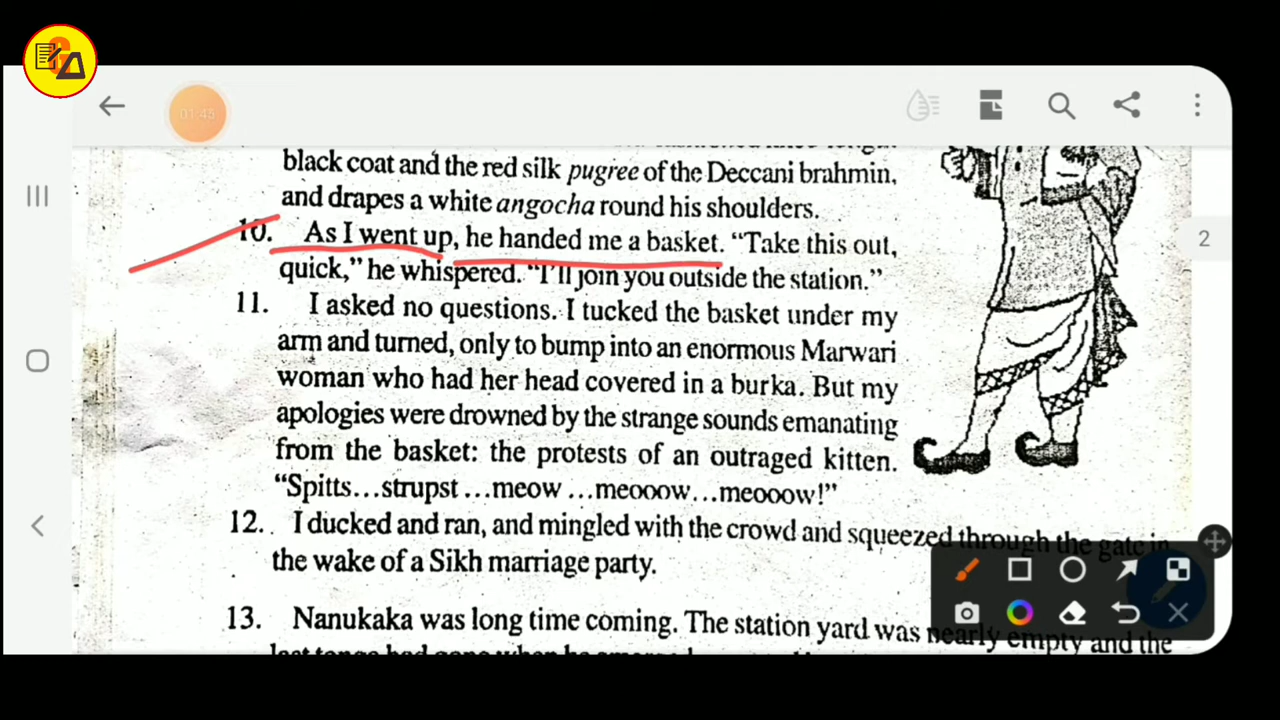 01:45
black coat and the red silk pugree of the Deccani brahmin,
2
and drapes a white angocha round his shoulders.
10. As I went up, he handed me a basket. “Take this out,
quick,” he whispered. “I’ll join you outside the station.”
11. I asked no questions. I tucked the basket under my
arm and turned, only to bump into an enormous Marwari
woman who had her head covered in a burka. But my
apologies were drowned by the strange sounds emanating
from the basket: the protests of an outraged kitten.
“Spitts...strupst ...meow ...meooow...meooow!”
12. I ducked and ran, and mingled with the crowd and squeezed through the gate in
the wake of a Sikh marriage party.
13. Nanukaka was long time coming. The station yard was nearly empty and the